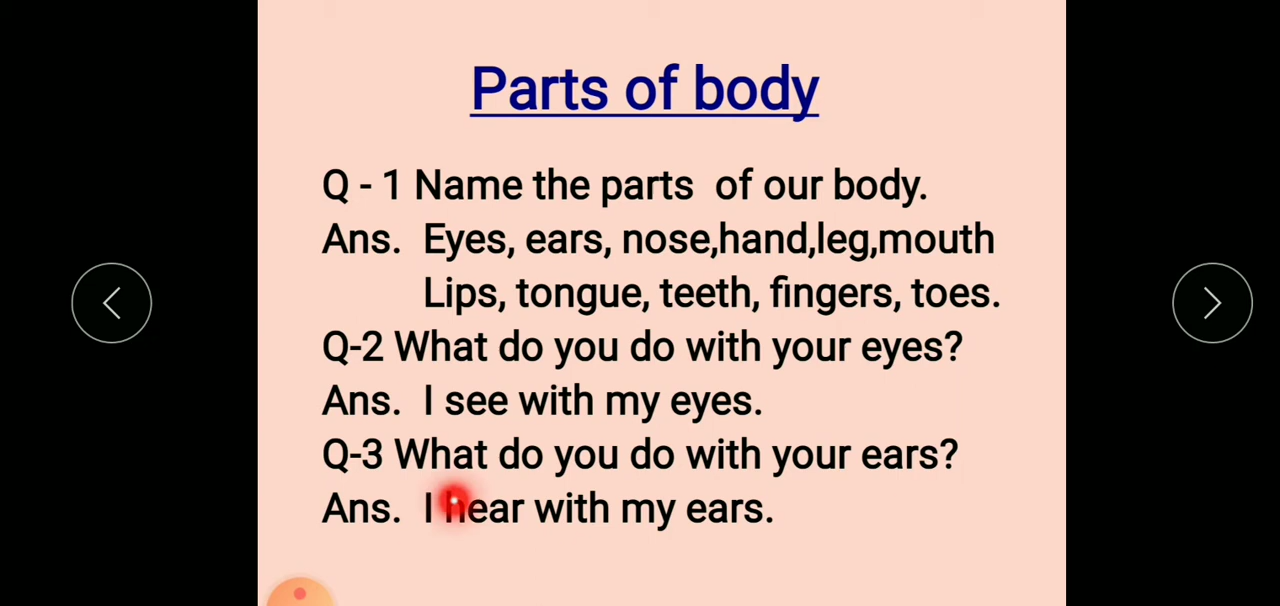 Parts of body
Q - 1 Name the parts  of our body.
Ans.  Eyes, ears, nose,hand,leg,mouth
Lips, tongue, teeth, fingers, toes.
Q-2 What do you do with your eyes?
Ans.  I see with my eyes.
Q-3 What do you do with your ears?
Ans.  I hear with my ears.